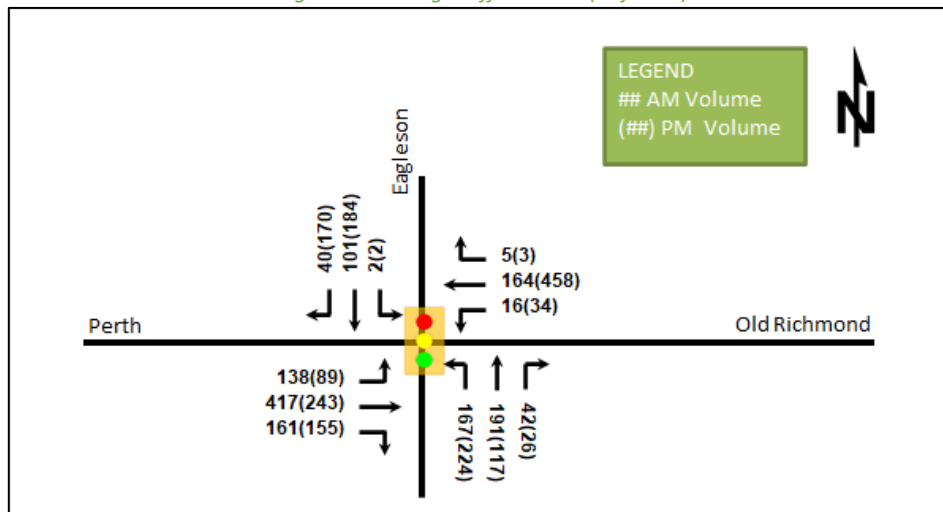 LEGEND
## AM Volume
(##) PM Volume
N
Eagleson
40(170)
101(184)
2(2)
5(3)
164(458)
16(34)
Perth
Old Richmond
138(89)
417(243)
161(155)
167(224)
191(117)
42(26)